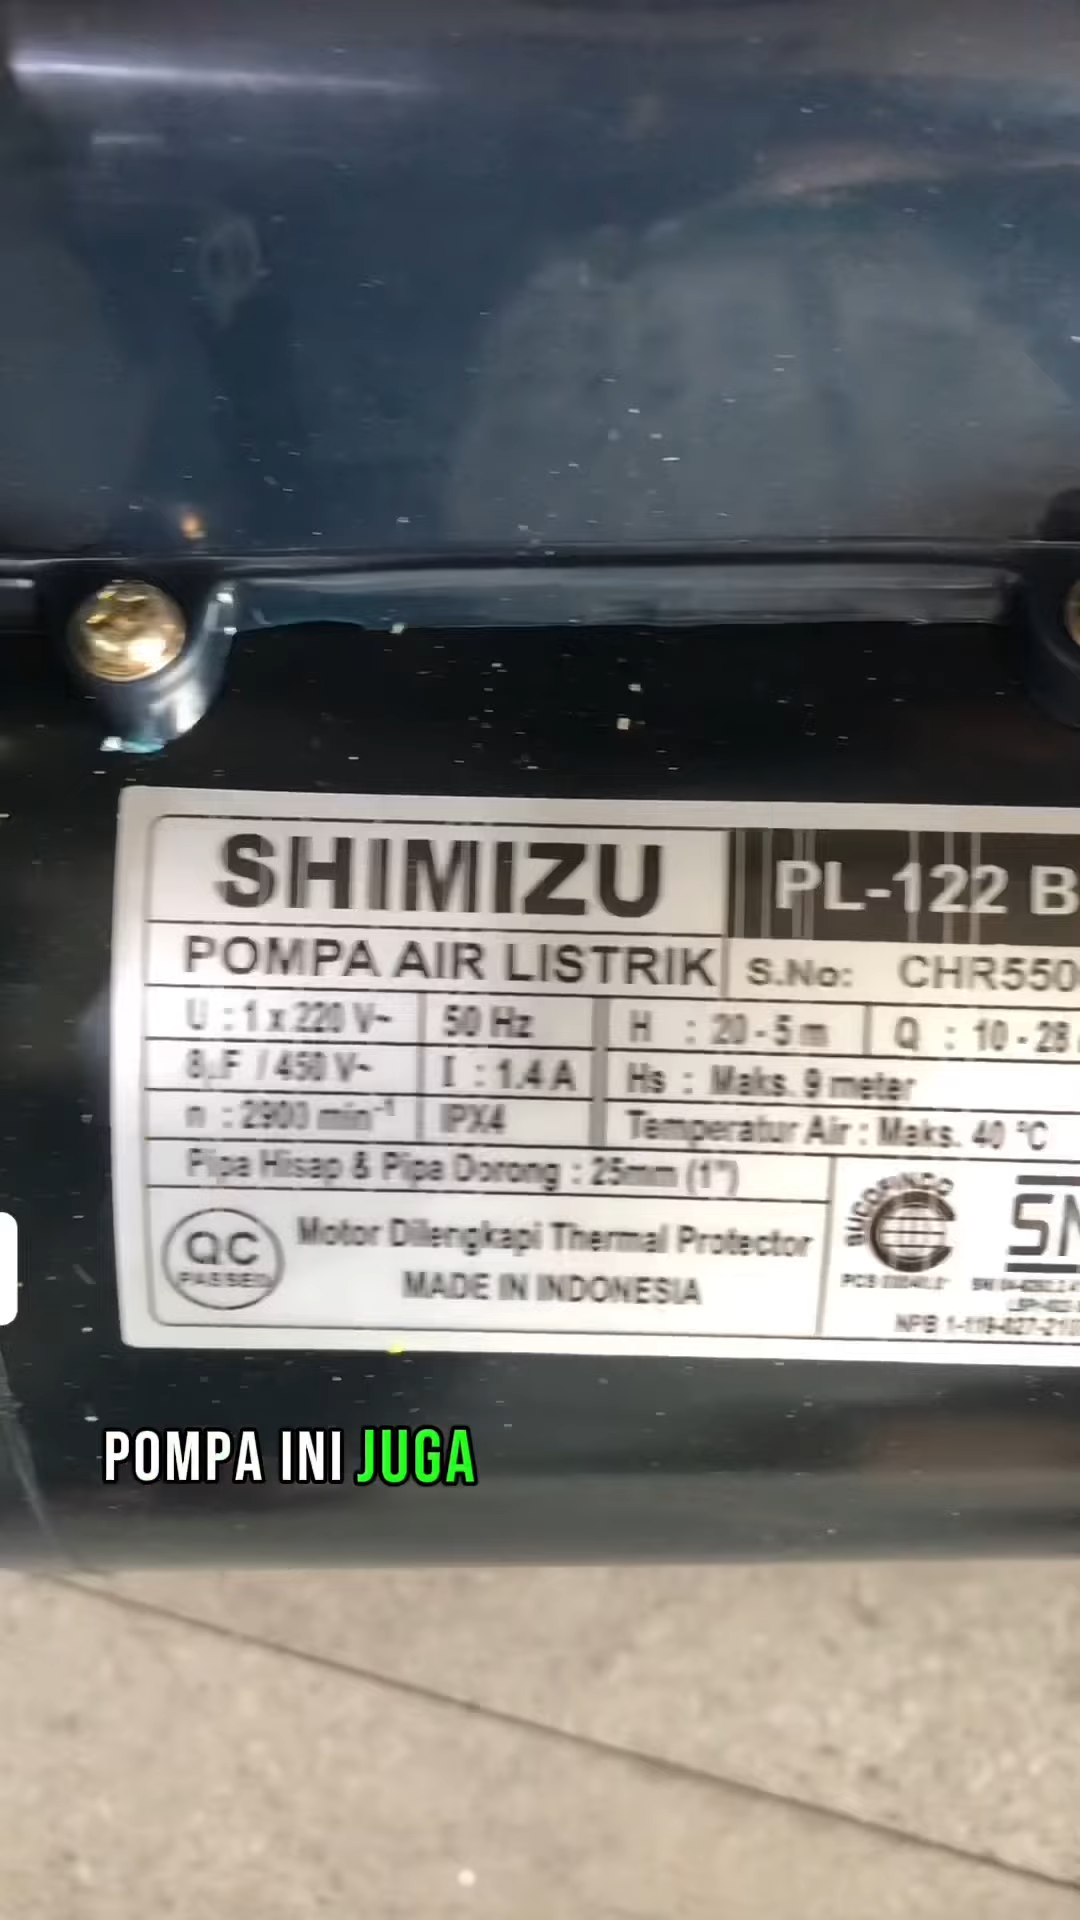 SHIMIZU
PL-122 B
POMPA AIR LISTRIK
S.No: CHR550
U : 1 x 220 V~
50 Hz
H : 20 - 5 m
Q : 10 - 28
8µF / 450 V~
I : 1.4 A
Hs : Maks. 9 meter
n : 2900 min⁻¹
IPX4
Temperatur Air : Maks. 40 °C
Pipa Hisap & Pipa Dorong : 25mm (1")
QC
PASSED
Motor Dilengkapi Thermal Protector
MADE IN INDONESIA
SUCOFINDO
POMPA INI JUGA